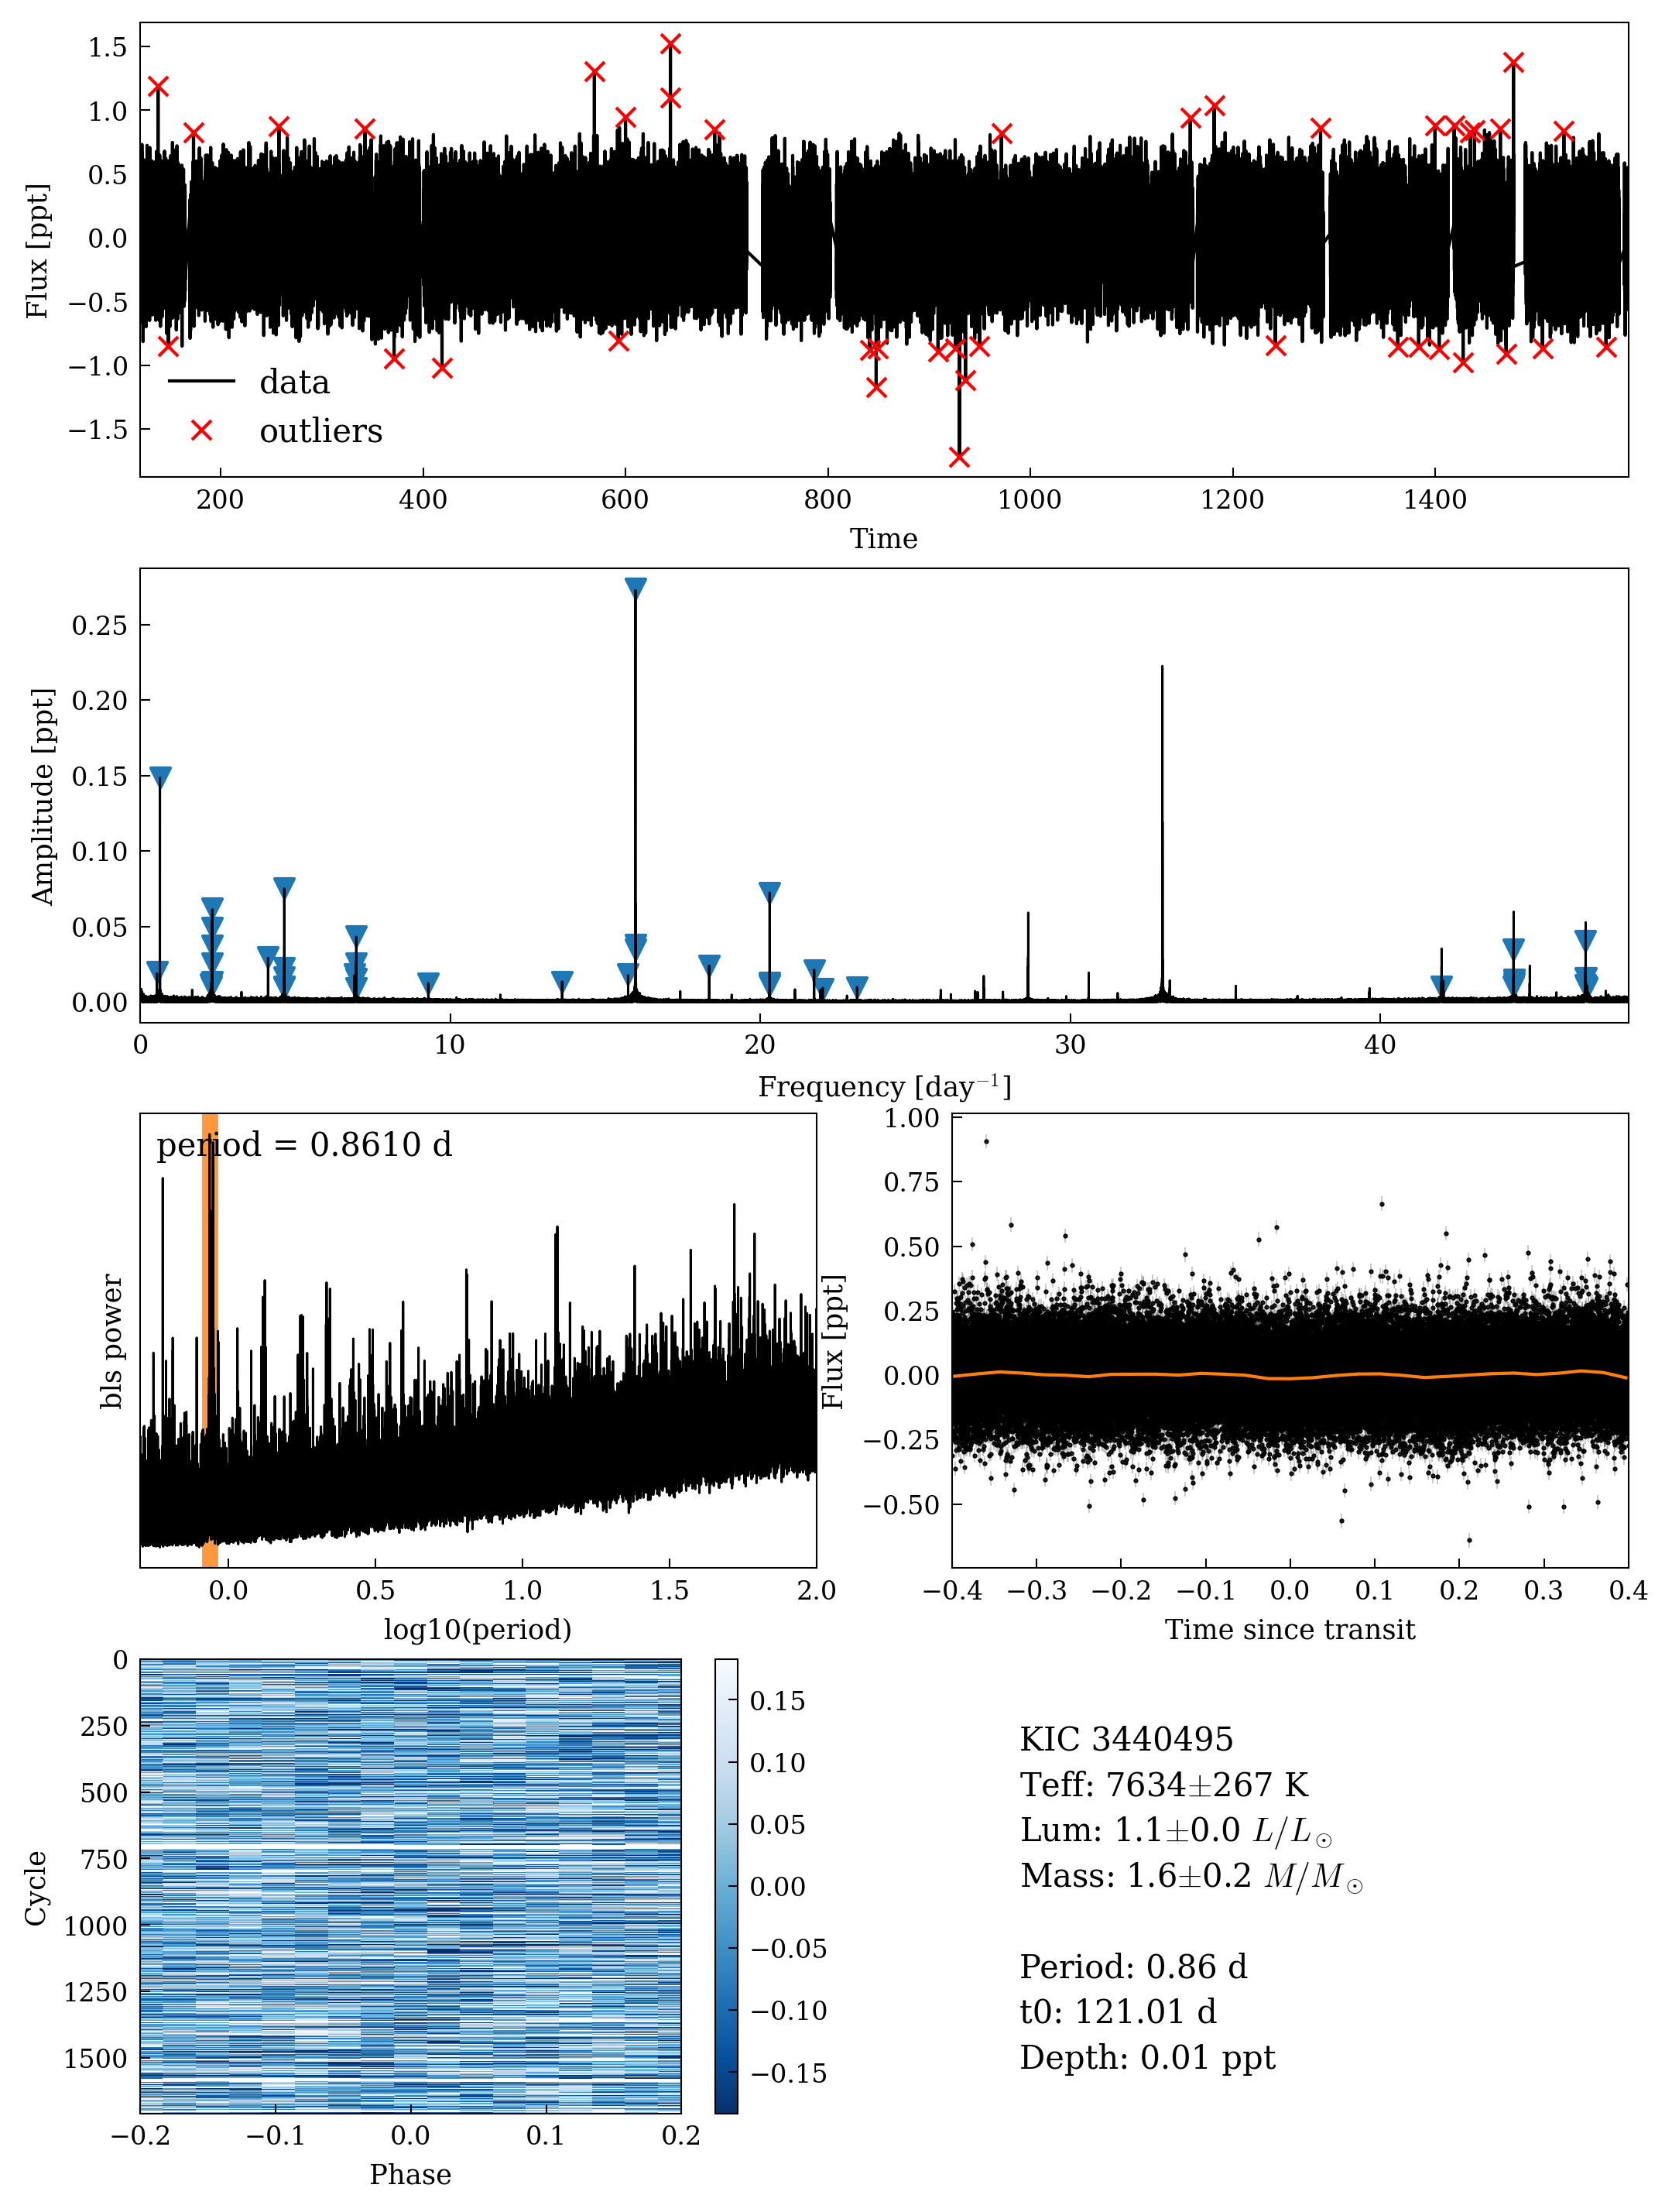 1.5
1.0
0.5
0.0
−0.5
−1.0
−1.5
Flux [ppt]
data
outliers
200 400 600 800 1000 1200 1400
Time
0.25
0.20
0.15
0.10
0.05
0.00
Amplitude [ppt]
0 10 20 30 40
Frequency [day⁻¹]
period = 0.8610 d
bls power
0.0 0.5 1.0 1.5 2.0
log10(period)
1.00
0.75
0.50
0.25
0.00
−0.25
−0.50
Flux [ppt]
−0.4 −0.3 −0.2 −0.1 0.0 0.1 0.2 0.3 0.4
Time since transit
0
250
500
750
1000
1250
1500
Cycle
−0.2 −0.1 0.0 0.1 0.2
Phase
0.15
0.10
0.05
0.00
−0.05
−0.10
−0.15
KIC 3440495
Teff: 7634±267 K
Lum: 1.1±0.0 L/L☉
Mass: 1.6±0.2 M/M☉
Period: 0.86 d
t0: 121.01 d
Depth: 0.01 ppt